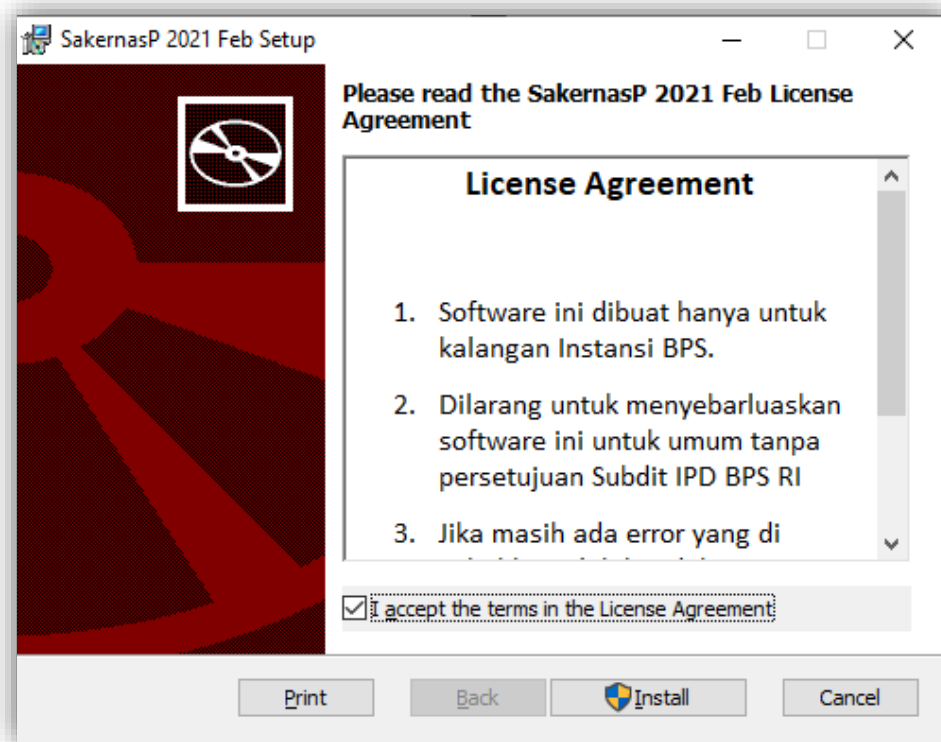 SakernasP 2021 Feb Setup
Please read the SakernasP 2021 Feb License
Agreement
License Agreement
1. Software ini dibuat hanya untuk
kalangan Instansi BPS.
2. Dilarang untuk menyebarluaskan
software ini untuk umum tanpa
persetujuan Subdit IPD BPS RI
3. Jika masih ada error yang di
I accept the terms in the License Agreement
Print
Back
Install
Cancel